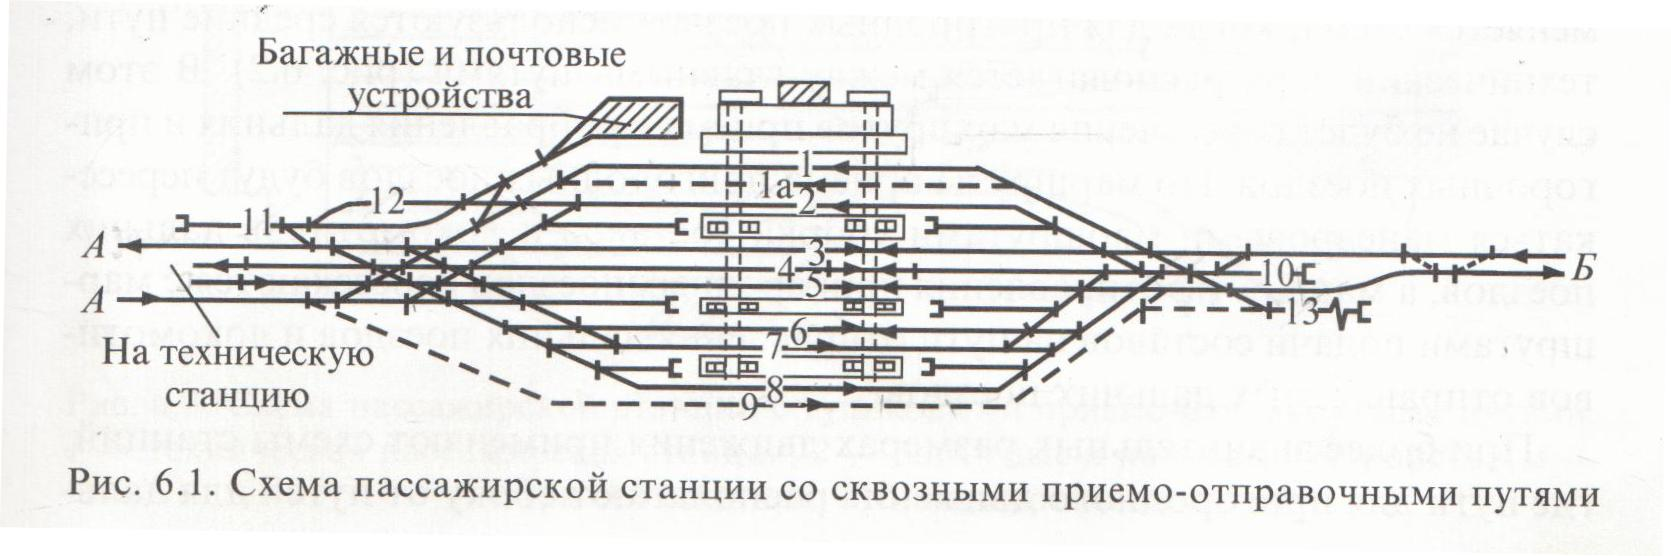 Багажные и почтовые
устройства
1
1а
2
12
11
3
А
4
10
Б
5
А
13
6
На техническую
7
станцию
8
9
Рис. 6.1. Схема пассажирской станции со сквозными приемо-отправочными путями